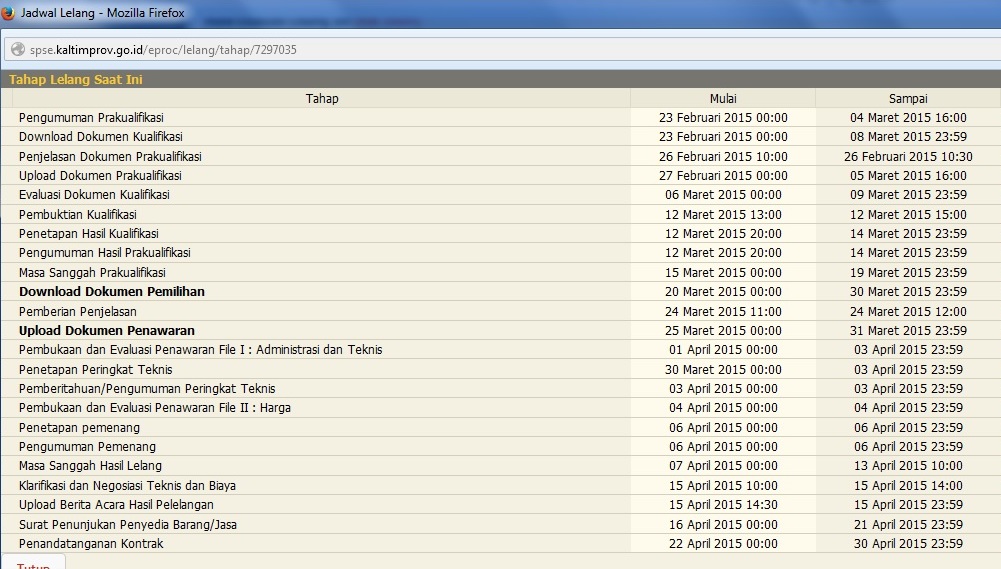 Jadwal Lelang - Mozilla Firefox
spse.kaltimprov.go.id/eproc/lelang/tahap/7297035
Tahap Lelang Saat Ini
Tahap Mulai Sampai
Pengumuman Prakualifikasi 23 Februari 2015 00:00 04 Maret 2015 16:00
Download Dokumen Kualifikasi 23 Februari 2015 00:00 08 Maret 2015 23:59
Penjelasan Dokumen Prakualifikasi 26 Februari 2015 10:00 26 Februari 2015 10:30
Upload Dokumen Prakualifikasi 27 Februari 2015 00:00 05 Maret 2015 16:00
Evaluasi Dokumen Kualifikasi 06 Maret 2015 00:00 09 Maret 2015 23:59
Pembuktian Kualifikasi 12 Maret 2015 13:00 12 Maret 2015 15:00
Penetapan Hasil Kualifikasi 12 Maret 2015 20:00 14 Maret 2015 23:59
Pengumuman Hasil Prakualifikasi 12 Maret 2015 20:00 14 Maret 2015 23:59
Masa Sanggah Prakualifikasi 15 Maret 2015 00:00 19 Maret 2015 23:59
Download Dokumen Pemilihan 20 Maret 2015 00:00 30 Maret 2015 23:59
Pemberian Penjelasan 24 Maret 2015 11:00 24 Maret 2015 12:00
Upload Dokumen Penawaran 25 Maret 2015 00:00 31 Maret 2015 23:59
Pembukaan dan Evaluasi Penawaran File I : Administrasi dan Teknis 01 April 2015 00:00 03 April 2015 23:59
Penetapan Peringkat Teknis 30 Maret 2015 00:00 03 April 2015 23:59
Pemberitahuan/Pengumuman Peringkat Teknis 03 April 2015 00:00 03 April 2015 23:59
Pembukaan dan Evaluasi Penawaran File II : Harga 04 April 2015 00:00 04 April 2015 23:59
Penetapan pemenang 06 April 2015 00:00 06 April 2015 23:59
Pengumuman Pemenang 06 April 2015 00:00 06 April 2015 23:59
Masa Sanggah Hasil Lelang 07 April 2015 00:00 13 April 2015 10:00
Klarifikasi dan Negosiasi Teknis dan Biaya 15 April 2015 10:00 15 April 2015 14:00
Upload Berita Acara Hasil Pelelangan 15 April 2015 14:30 15 April 2015 23:59
Surat Penunjukan Penyedia Barang/Jasa 16 April 2015 00:00 21 April 2015 23:59
Penandatanganan Kontrak 22 April 2015 00:00 30 April 2015 23:59
Tutup